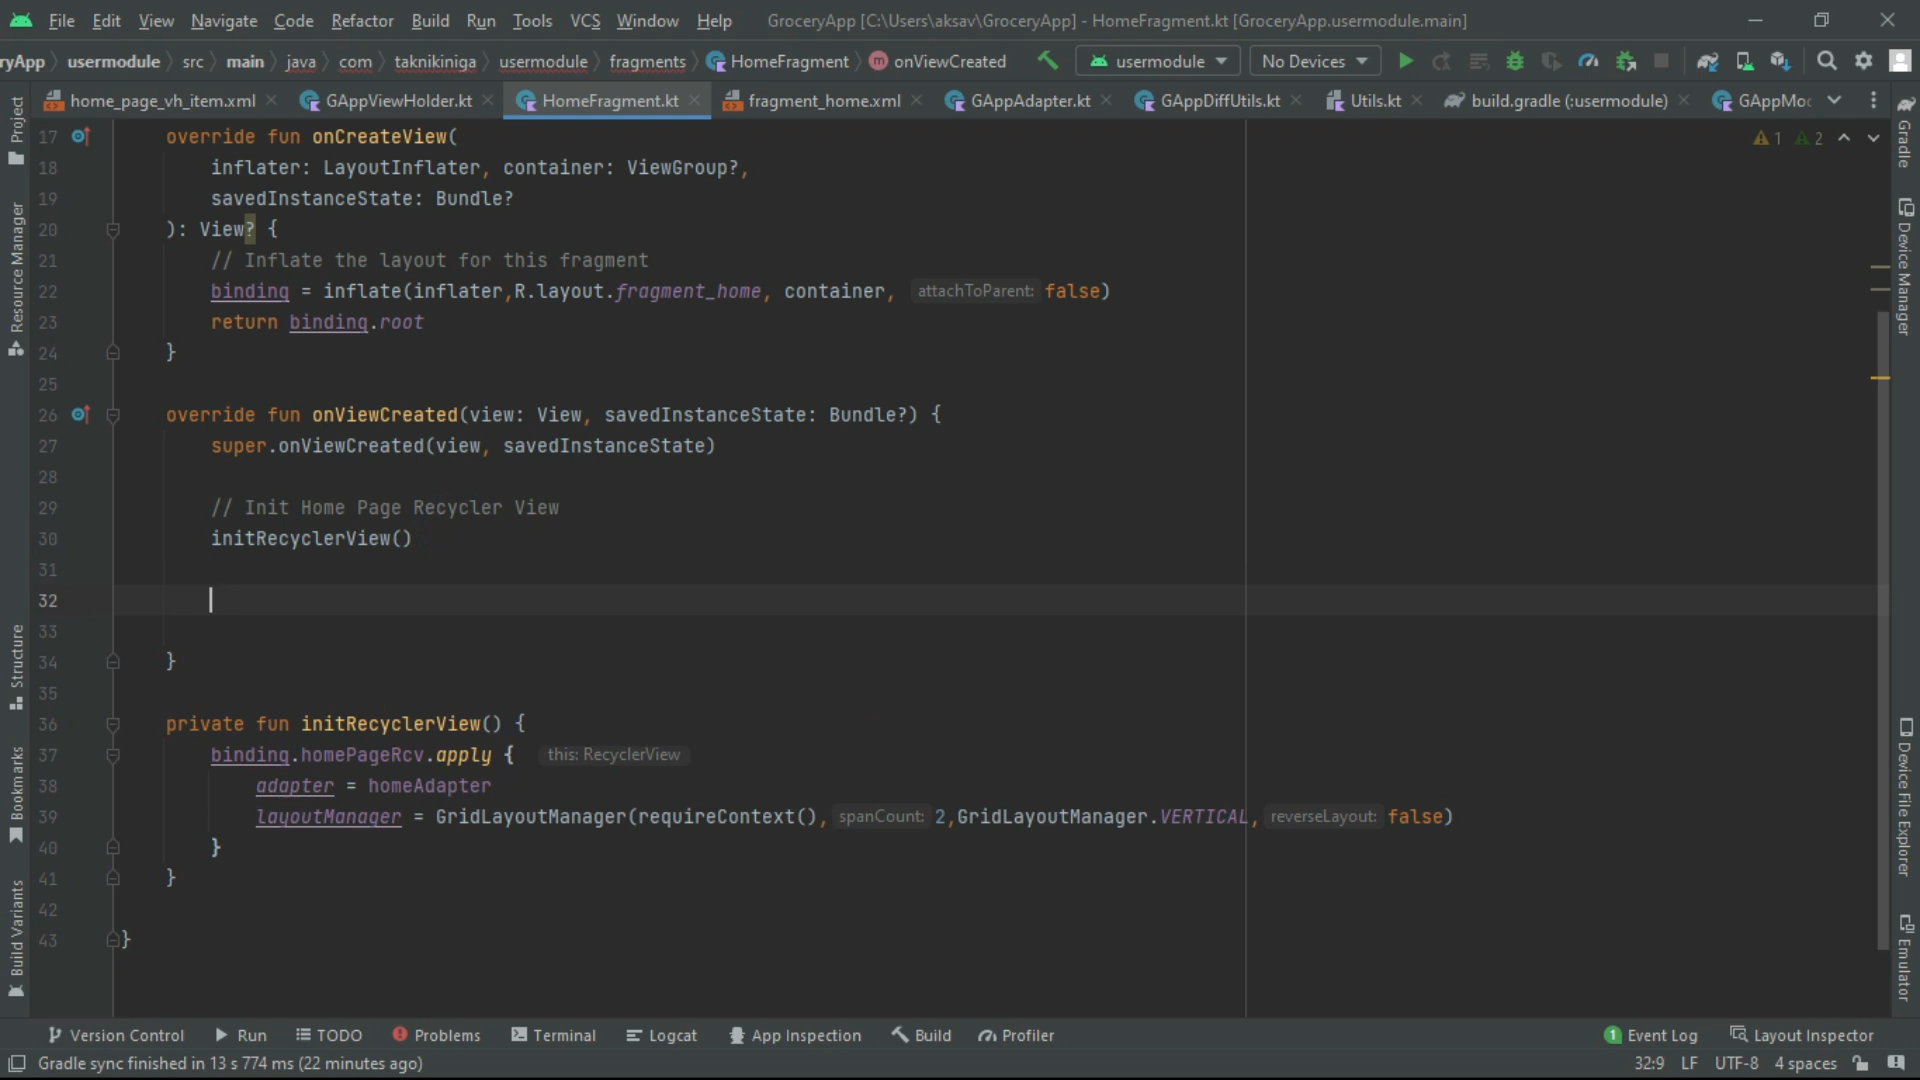 File Edit View Navigate Code Refactor Build Run Tools VCS Window Help GroceryApp [C:\Users\aksav\GroceryApp] - HomeFragment.kt [GroceryApp.usermodule.main]
ryApp usermodule src main java com taknikiniga usermodule fragments HomeFragment onViewCreated usermodule No Devices
home_page_vh_item.xml GAppViewHolder.kt HomeFragment.kt fragment_home.xml GAppAdapter.kt GAppDiffUtils.kt Utils.kt build.gradle (:usermodule) GAppMo
Project
Resource Manager
Structure
Bookmarks
Build Variants
17 override fun onCreateView( 1 2
18 inflater: LayoutInflater, container: ViewGroup?,
19 savedInstanceState: Bundle?
20 ): View? {
21 // Inflate the layout for this fragment
22 binding = inflate(inflater,R.layout.fragment_home, container, attachToParent: false)
23 return binding.root
24 }
25
26 override fun onViewCreated(view: View, savedInstanceState: Bundle?) {
27 super.onViewCreated(view, savedInstanceState)
28
29 // Init Home Page Recycler View
30 initRecyclerView()
31
32
33
34 }
35
36 private fun initRecyclerView() {
37 binding.homePageRcv.apply { this: RecyclerView
38 adapter = homeAdapter
39 layoutManager = GridLayoutManager(requireContext(), spanCount: 2,GridLayoutManager.VERTICAL, reverseLayout: false)
40 }
41 }
42
43 }
Gradle
Device Manager
Device File Explorer
Emulator
Version Control Run TODO Problems Terminal Logcat App Inspection Build Profiler 1 Event Log Layout Inspector
Gradle sync finished in 13 s 774 ms (22 minutes ago) 32:9 LF UTF-8 4 spaces